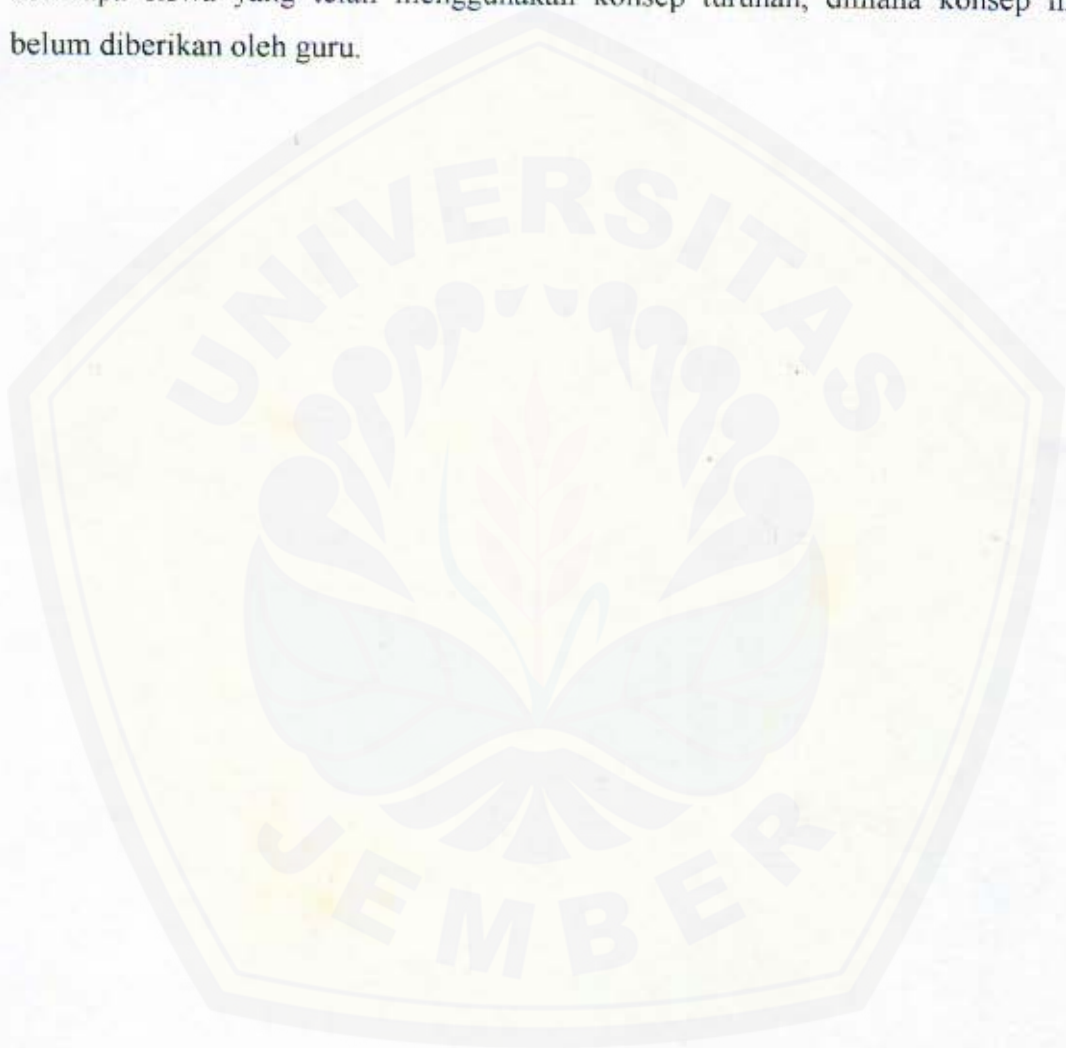 siswa yang telah menggunakan konsep turunan, dimana konsep
belum diberikan oleh guru.
UNIVERSITAS
JEMBER